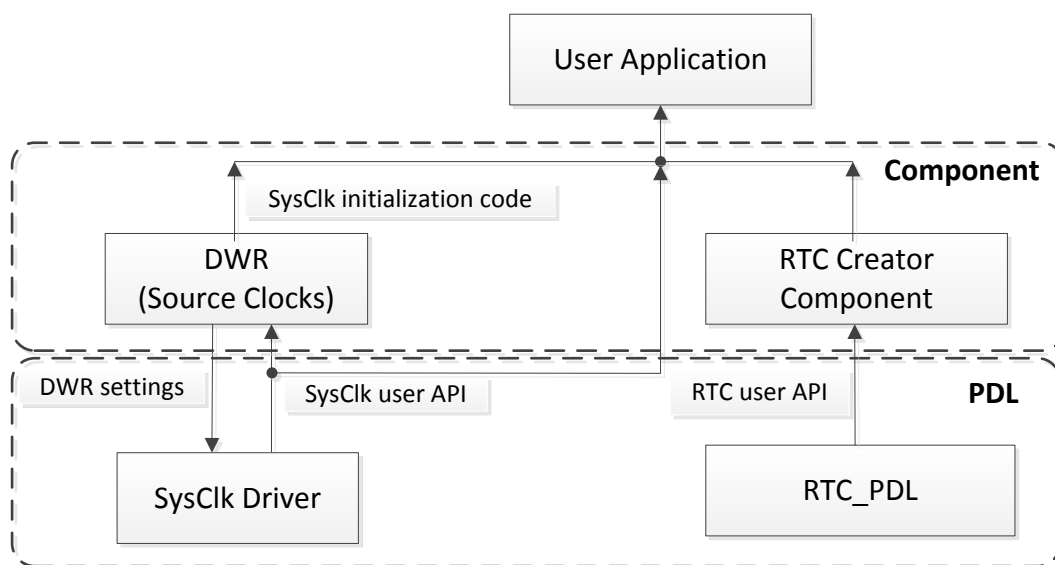 User Application
Component
SysClk initialization code
DWR
(Source Clocks)
RTC Creator
Component
DWR settings
SysClk user API
RTC user API
PDL
SysClk Driver
RTC_PDL